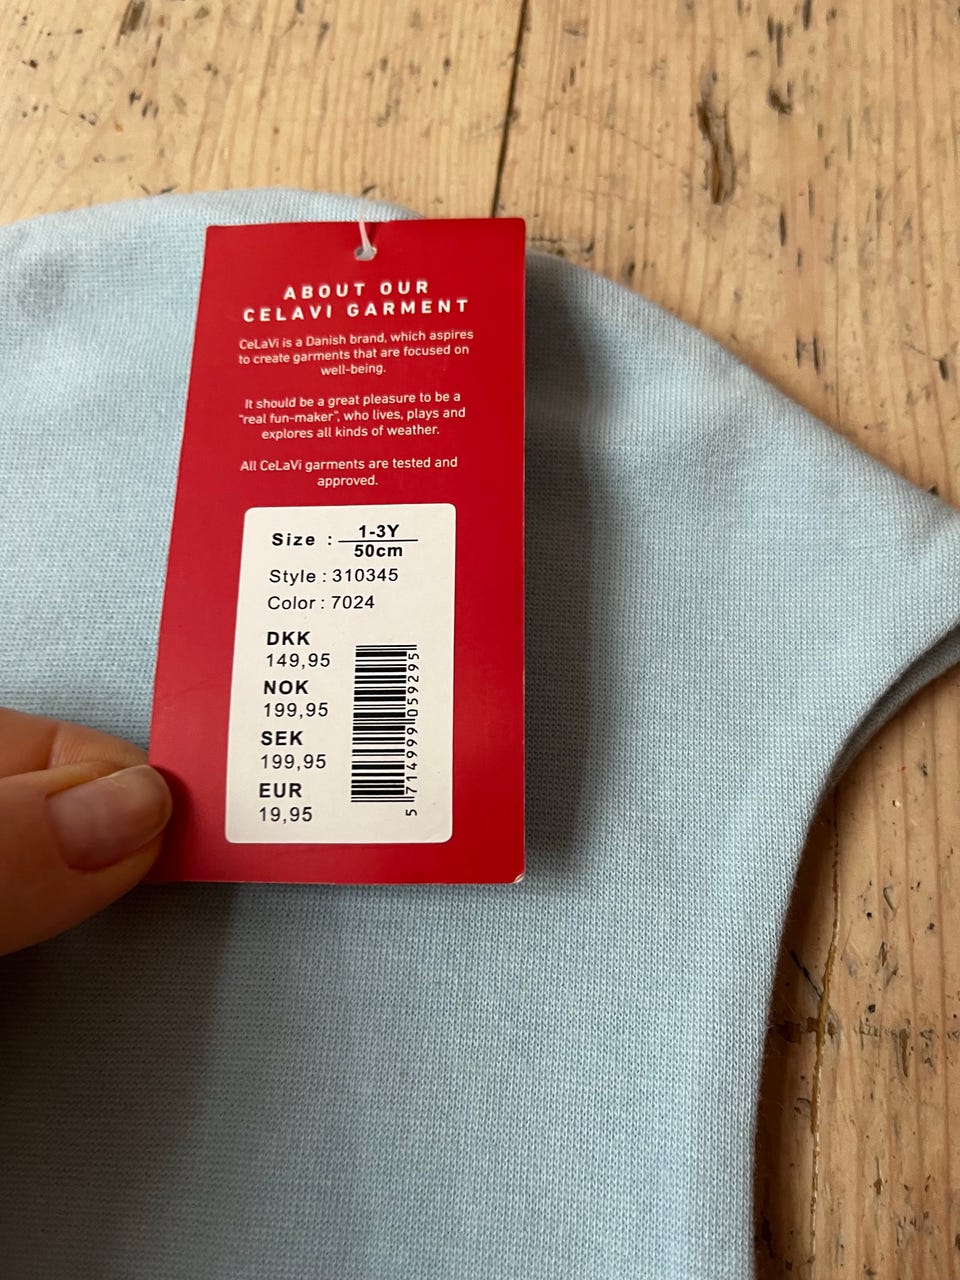 ABOUT OUR
CELAVI GARMENT
CeLaVi is a Danish brand, which aspires
to create garments that are focused on
well-being.
It should be a great pleasure to be a
"real fun-maker", who lives, plays and
explores all kinds of weather.
All CeLaVi garments are tested and
approved.
Size : 1-3Y
50cm
Style : 310345
Color : 7024
DKK
149,95
NOK
199,95
SEK
199,95
EUR
19,95
5 714999 059295